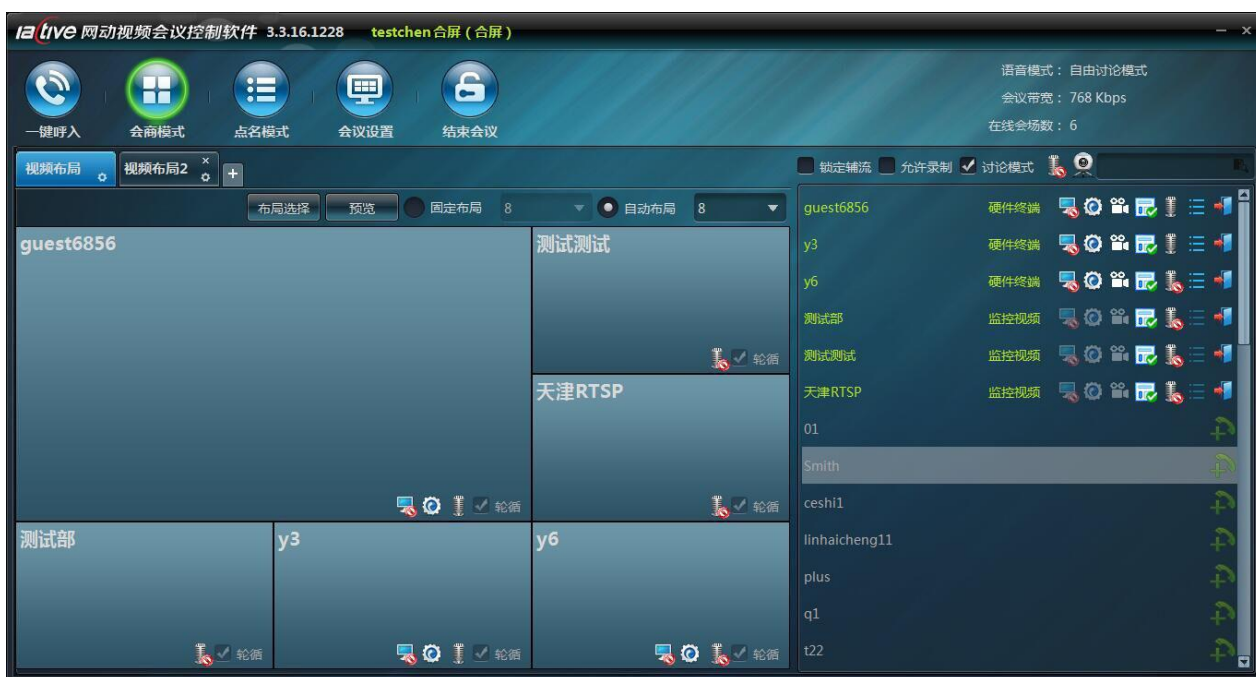 iactive 网动视频会议控制软件 3.3.16.1228 testchen合屏 ( 合屏 )
语音模式： 自由讨论模式
会议带宽： 768 Kbps
在线会场数： 6
一键呼入 会商模式 点名模式 会议设置 结束会议
视频布局 视频布局2
锁定辅流 允许录制 讨论模式
布局选择 预览 固定布局 8 自动布局 8
guest6856
测试测试
轮循
天津RTSP
轮循
轮循
测试部
轮循
y3
轮循
y6
轮循
guest6856 硬件终端
y3 硬件终端
y6 硬件终端
测试部 监控视频
测试测试 监控视频
天津RTSP 监控视频
01
Smith
ceshi1
linhaicheng11
plus
q1
t22